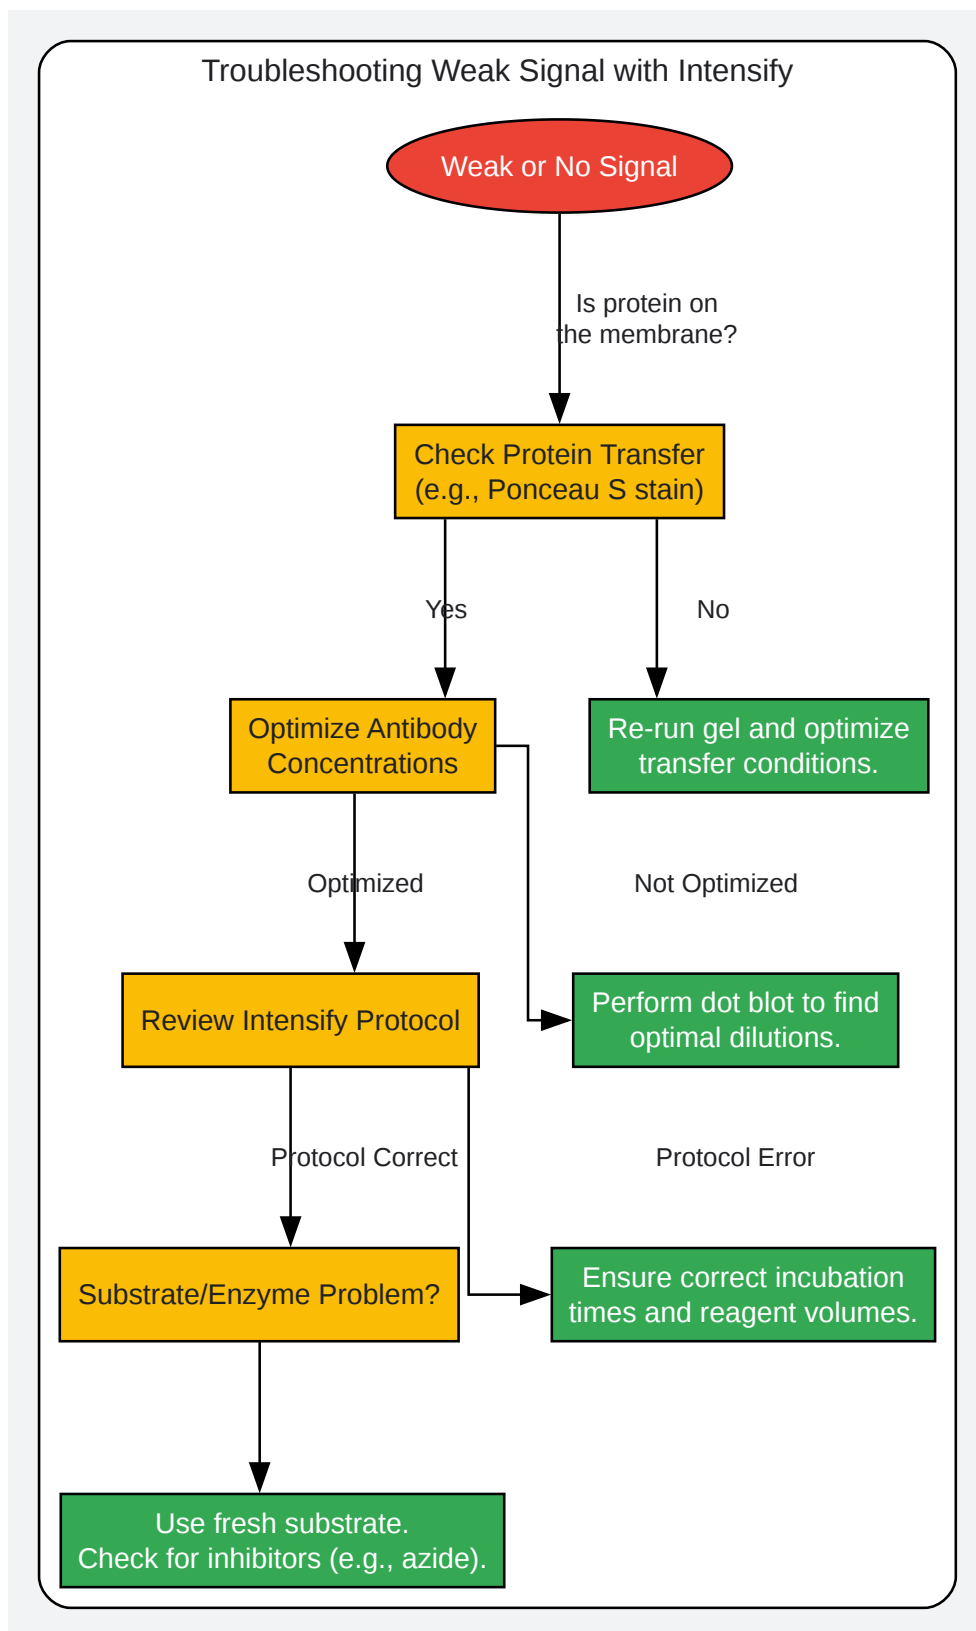 Troubleshooting Weak Signal with Intensify
Weak or No Signal
Is protein on
the membrane?
Check Protein Transfer
(e.g., Ponceau S stain)
Yes
No
Optimize Antibody
Concentrations
Re-run gel and optimize
transfer conditions.
Optimized
Not Optimized
Review Intensify Protocol
Perform dot blot to find
optimal dilutions.
Protocol Correct
Protocol Error
Substrate/Enzyme Problem?
Ensure correct incubation
times and reagent volumes.
Use fresh substrate.
Check for inhibitors (e.g., azide).